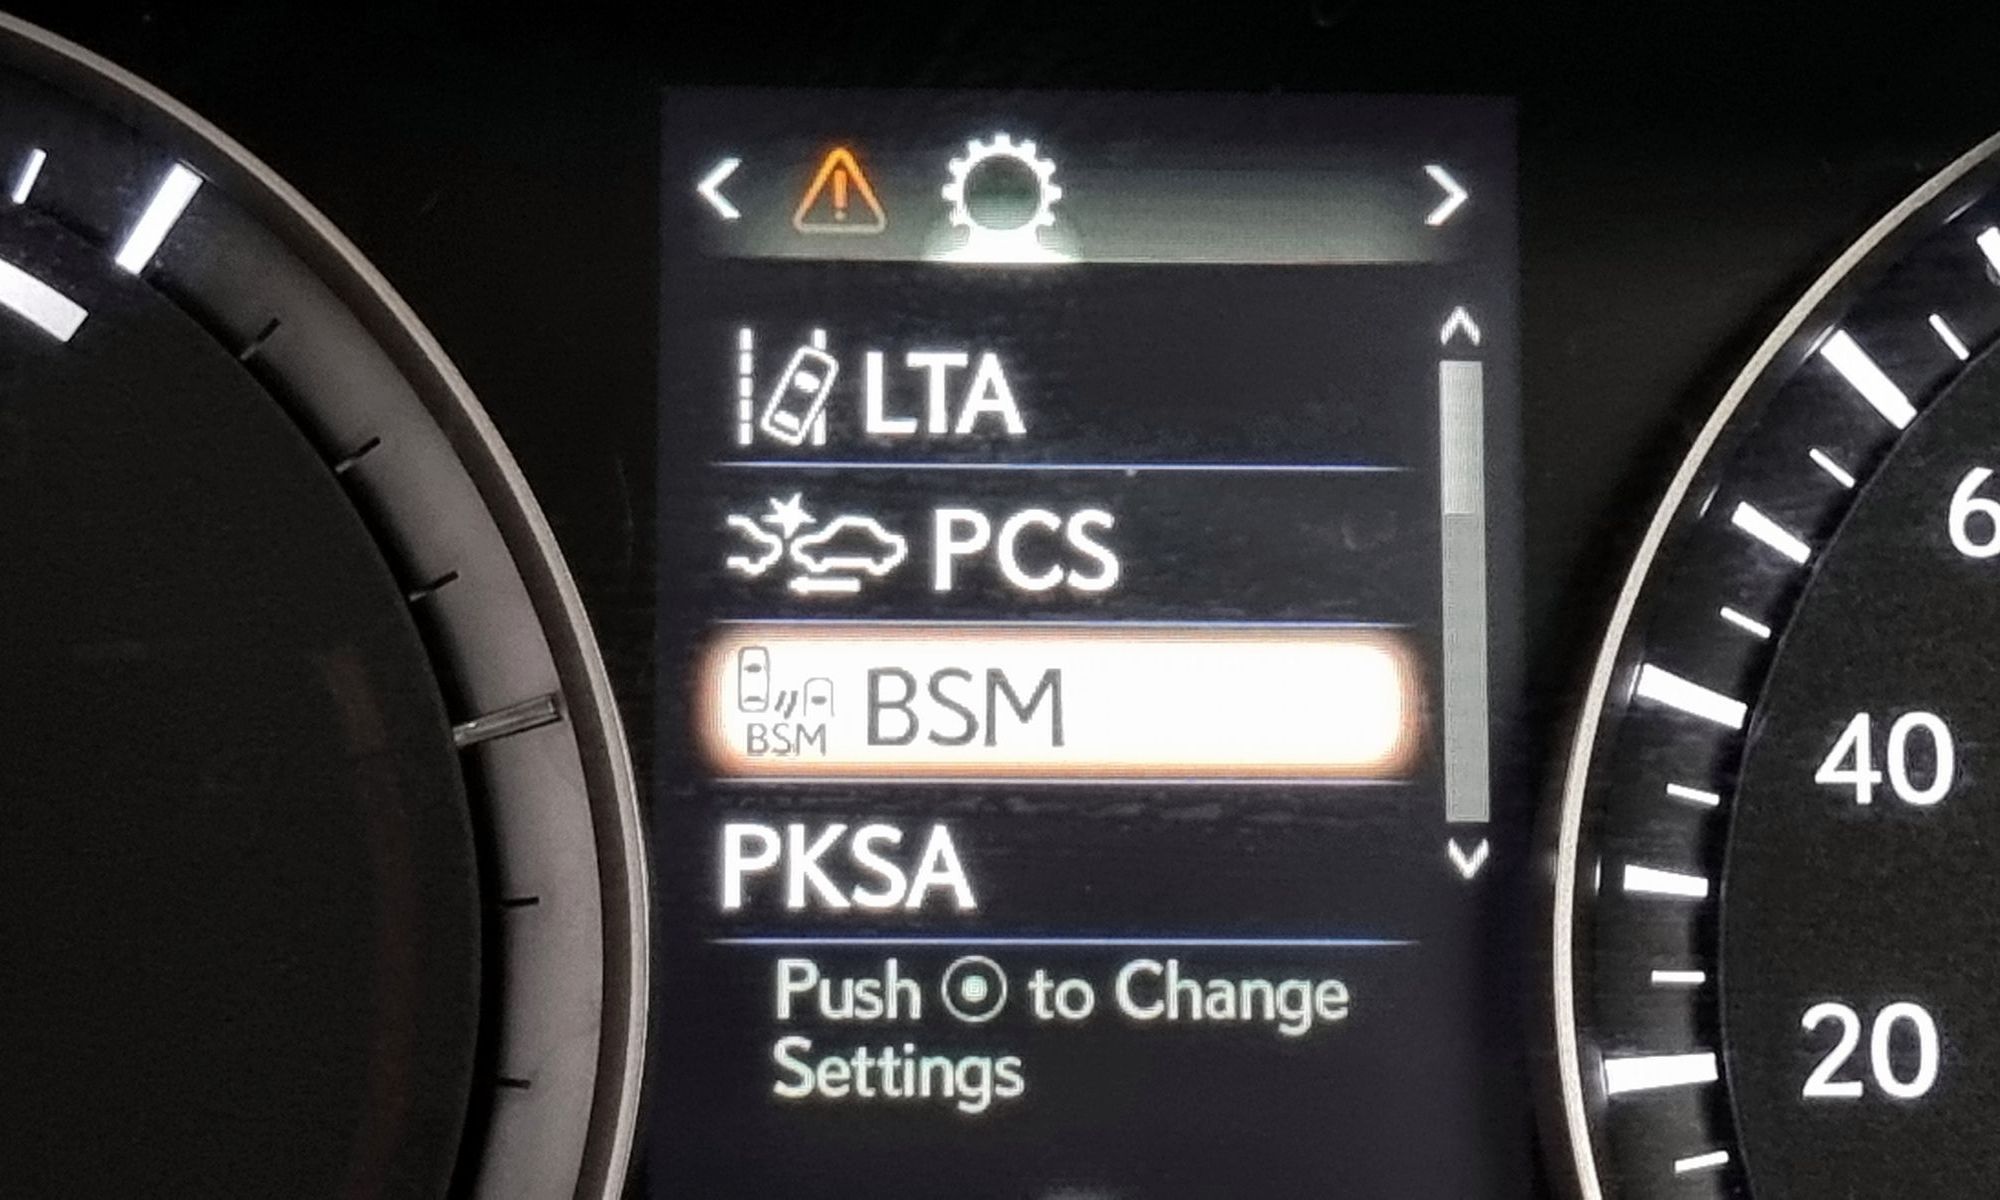 LTA
PCS
BSM
BSM
PKSA
Push to Change
Settings
6
40
20